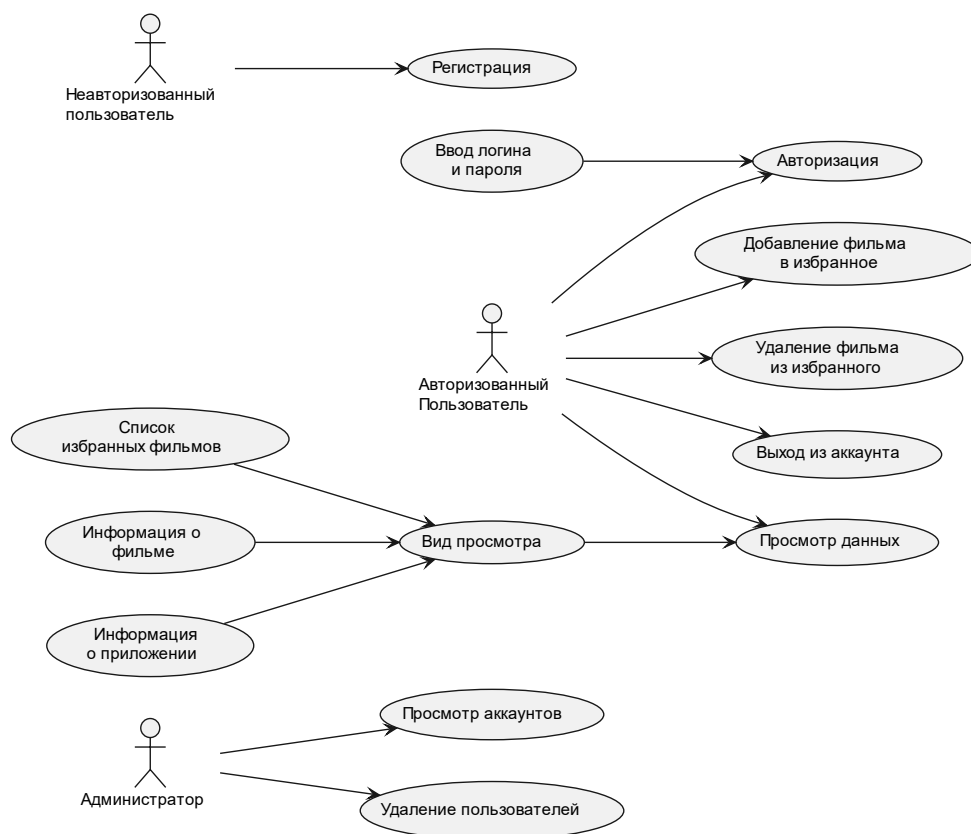 Неавторизованный
пользователь
Регистрация
Ввод логина
и пароля
Авторизация
Добавление фильма
в избранное
Удаление фильма
из избранного
Авторизованный
Пользователь
Список
избранных фильмов
Выход из аккаунта
Информация о
фильме
Вид просмотра
Просмотр данных
Информация
о приложении
Просмотр аккаунтов
Администратор
Удаление пользователей